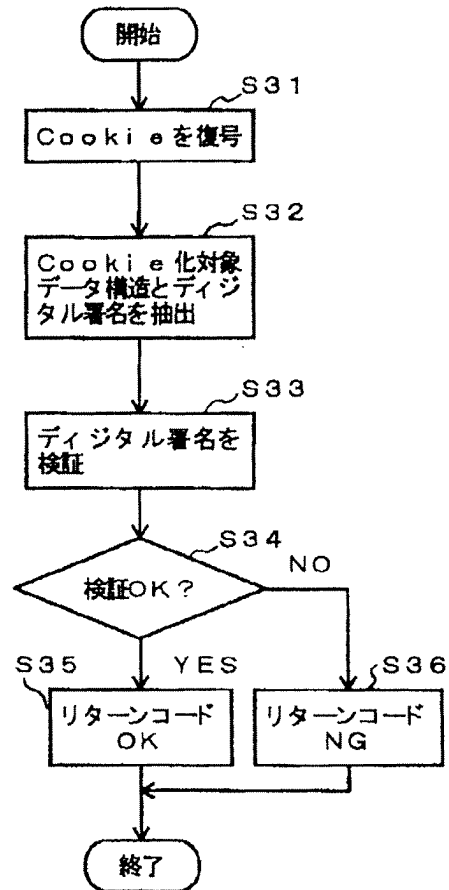 開始
S31
Cookieを復号
S32
Cookie化対象
データ構造とディジ
タル署名を抽出
S33
ディジタル署名を
検証
S34
検証OK?
NO
YES
S35
リターンコード
OK
S36
リターンコード
NG
終了